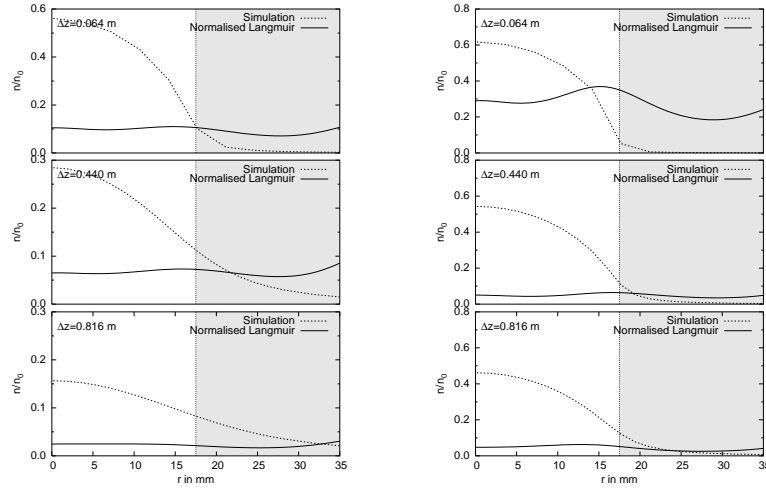 0.6
0.4
0.2
0.0
n/n0
Δz=0.064 m
Simulation
Normalised Langmuir
0.3
0.2
0.1
0.0
n/n0
Δz=0.440 m
Simulation
Normalised Langmuir
0.3
0.2
0.1
0.0
n/n0
Δz=0.816 m
Simulation
Normalised Langmuir
0 5 10 15 20 25 30 35
r in mm
0.8
0.6
0.4
0.2
0.0
n/n0
Δz=0.064 m
Simulation
Normalised Langmuir
0.8
0.6
0.4
0.2
0.0
n/n0
Δz=0.440 m
Simulation
Normalised Langmuir
0.8
0.6
0.4
0.2
0.0
n/n0
Δz=0.816 m
Simulation
Normalised Langmuir
0 5 10 15 20 25 30 35
r in mm